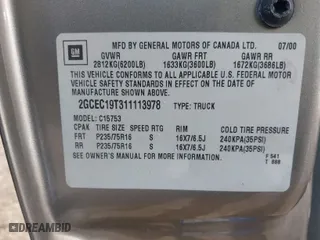 GM
MFD BY GENERAL MOTORS OF CANADA LTD. 07/00
GVWR GAWR FRT GAWR RR
2812KG(6200LB) 1633KG(3600LB) 1672KG(3686LB)
THIS VEHICLE CONFORMS TO ALL APPLICABLE U.S. FEDERAL MOTOR
VEHICLE SAFETY STANDARDS IN EFFECT ON THE DATE OF
MANUFACTURE SHOWN ABOVE.
2GCEC19T311113978 TYPE: TRUCK
MODEL: C15753
CPAK TIRE SIZE SPEED RTG RIM COLD TIRE PRESSURE
FRT P235/75R16 S 16X7/6.5J 240KPA(35PSI)
RR P235/75R16 S 16X7/6.5J 240KPA(35PSI)
SEE OWNER'S MANUAL FOR MORE INFORMATION.
F541